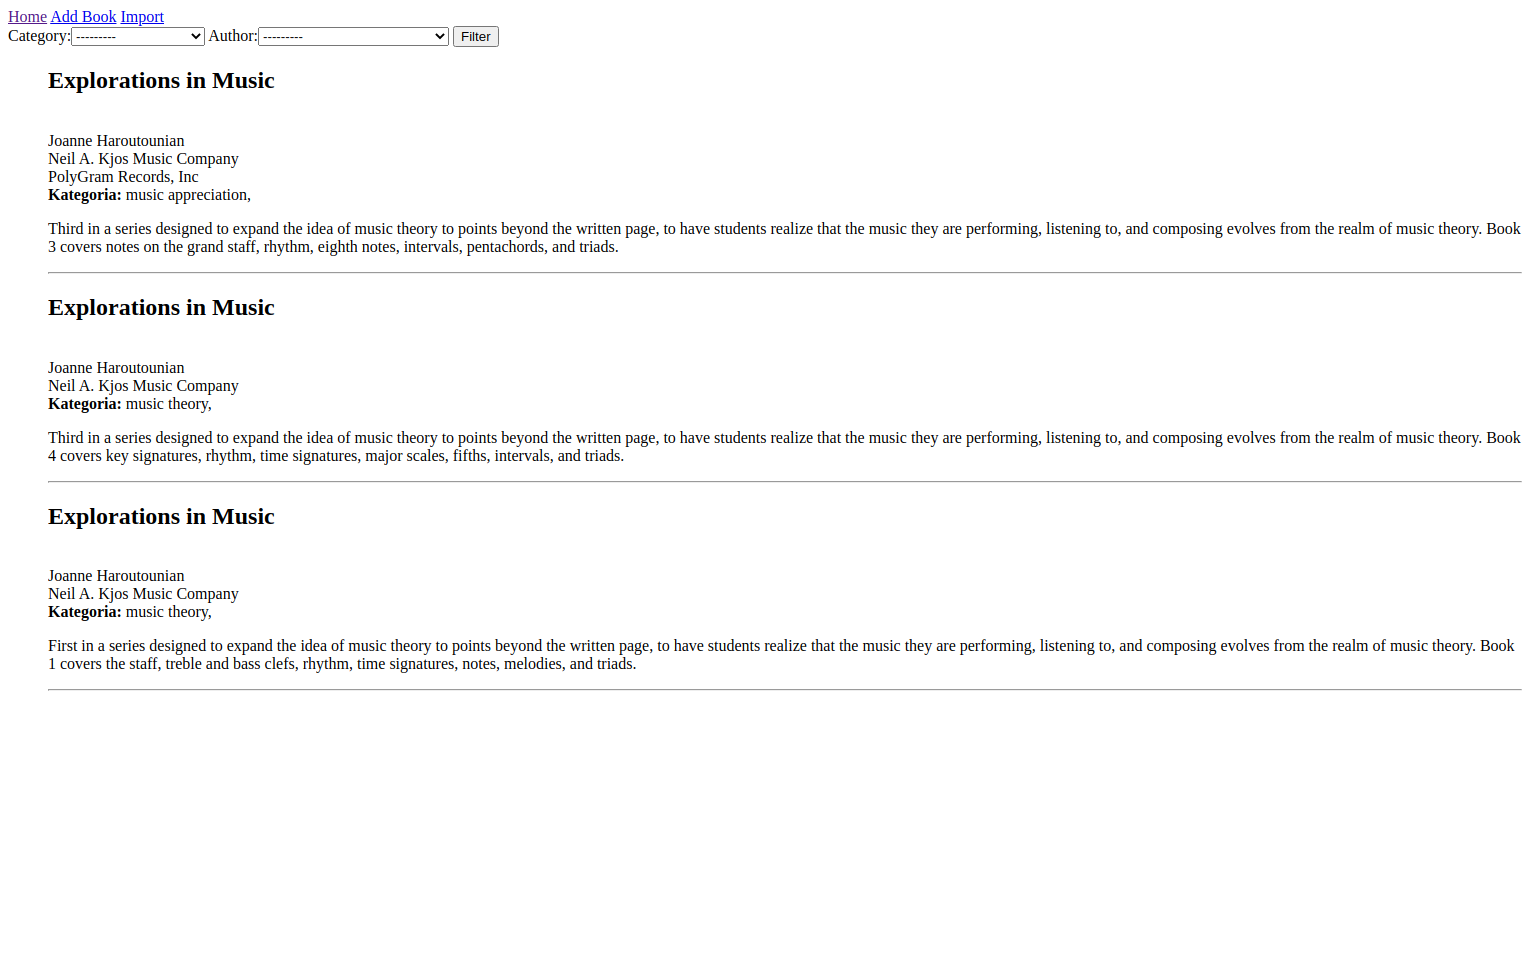 Home Add Book Import
Category: --------- Author: --------- Filter
Explorations in Music
Joanne Haroutounian
Neil A. Kjos Music Company
PolyGram Records, Inc
Kategoria: music appreciation,
Third in a series designed to expand the idea of music theory to points beyond the written page, to have students realize that the music they are performing, listening to, and composing evolves from the realm of music theory. Book
3 covers notes on the grand staff, rhythm, eighth notes, intervals, pentachords, and triads.
Explorations in Music
Joanne Haroutounian
Neil A. Kjos Music Company
Kategoria: music theory,
Third in a series designed to expand the idea of music theory to points beyond the written page, to have students realize that the music they are performing, listening to, and composing evolves from the realm of music theory. Book
4 covers key signatures, rhythm, time signatures, major scales, fifths, intervals, and triads.
Explorations in Music
Joanne Haroutounian
Neil A. Kjos Music Company
Kategoria: music theory,
First in a series designed to expand the idea of music theory to points beyond the written page, to have students realize that the music they are performing, listening to, and composing evolves from the realm of music theory. Book
1 covers the staff, treble and bass clefs, rhythm, time signatures, notes, melodies, and triads.